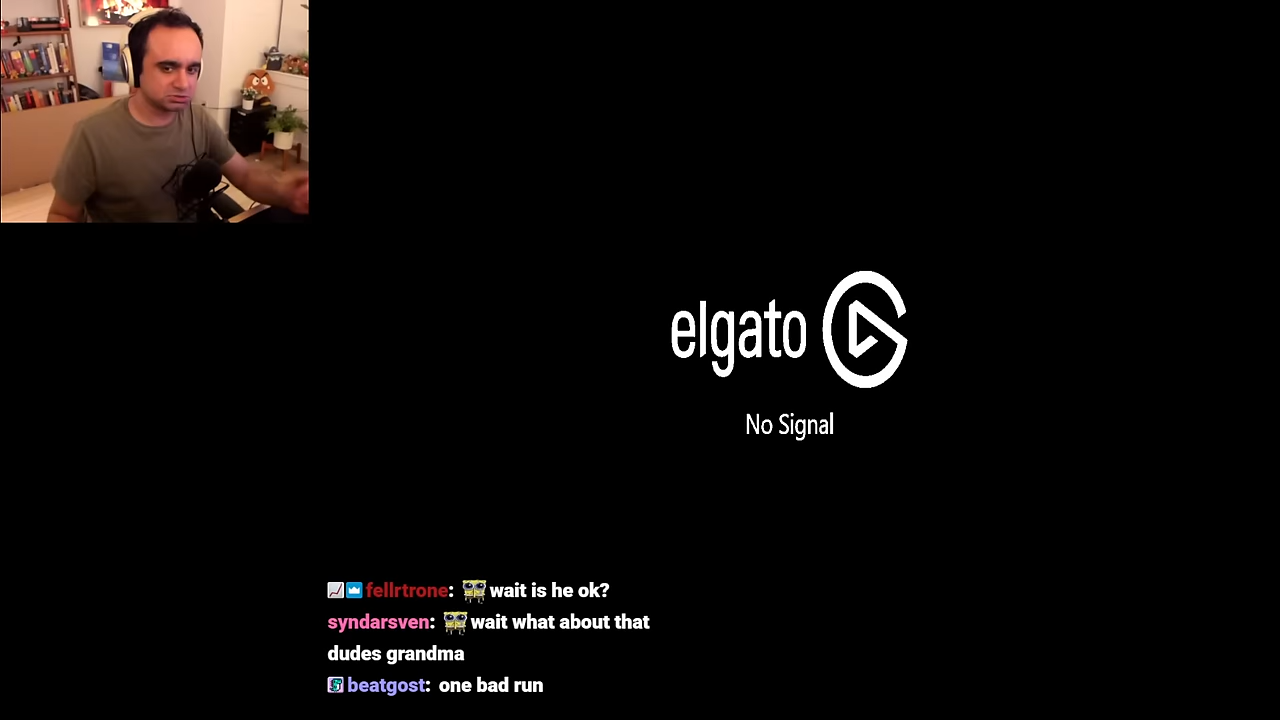 elgato
No Signal
fellrtrone: wait is he ok?
syndarsven: wait what about that
dudes grandma
beatgost: one bad run